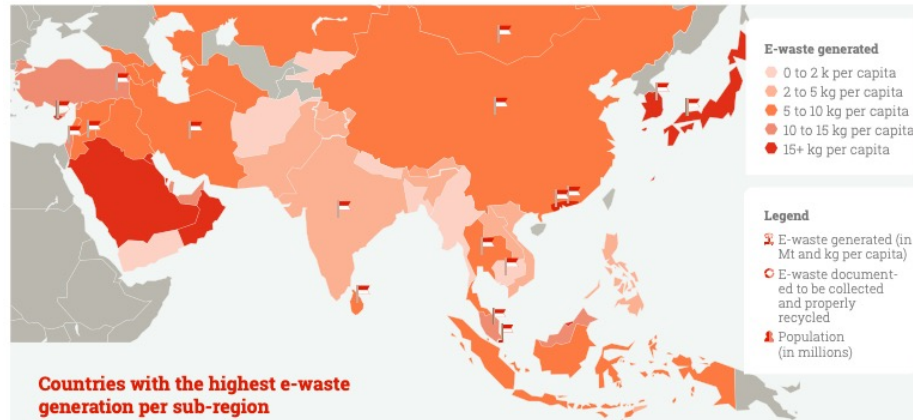 E-waste generated
0 to 2 k per capita
2 to 5 kg per capita
5 to 10 kg per capita
10 to 15 kg per capita
15+ kg per capita
Legend
E-waste generated (in
Mt and kg per capita)
E-waste document-
ed to be collected
and properly
recycled
Population
(in millions)
Countries with the highest e-waste
generation per sub-region